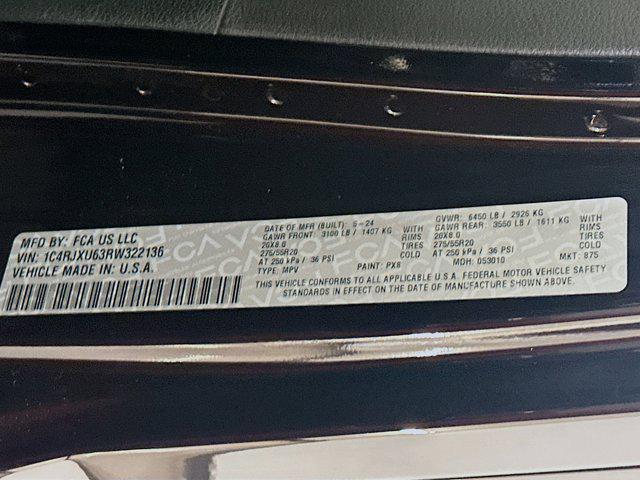 MFD BY: FCA US LLC
VIN: 1C4RJXU63RW322136
VEHICLE MADE IN U.S.A.
DATE OF MFR (BUILT): 5-24 GVWR: 6450 LB / 2926 KG
GAWR FRONT: 3100 LB / 1407 KG WITH GAWR REAR: 3550 LB / 1611 KG WITH
20X8.0 RIMS 20X8.0 RIMS
275/55R20 TIRES 275/55R20 TIRES
AT 250 kPa / 36 PSI COLD AT 250 kPa / 36 PSI COLD
TYPE: MPV PAINT: PX8 MDH: 053010 MKT: 875
THIS VEHICLE CONFORMS TO ALL APPLICABLE U.S.A. FEDERAL MOTOR VEHICLE SAFETY
STANDARDS IN EFFECT ON THE DATE OF MANUFACTURE SHOWN ABOVE.